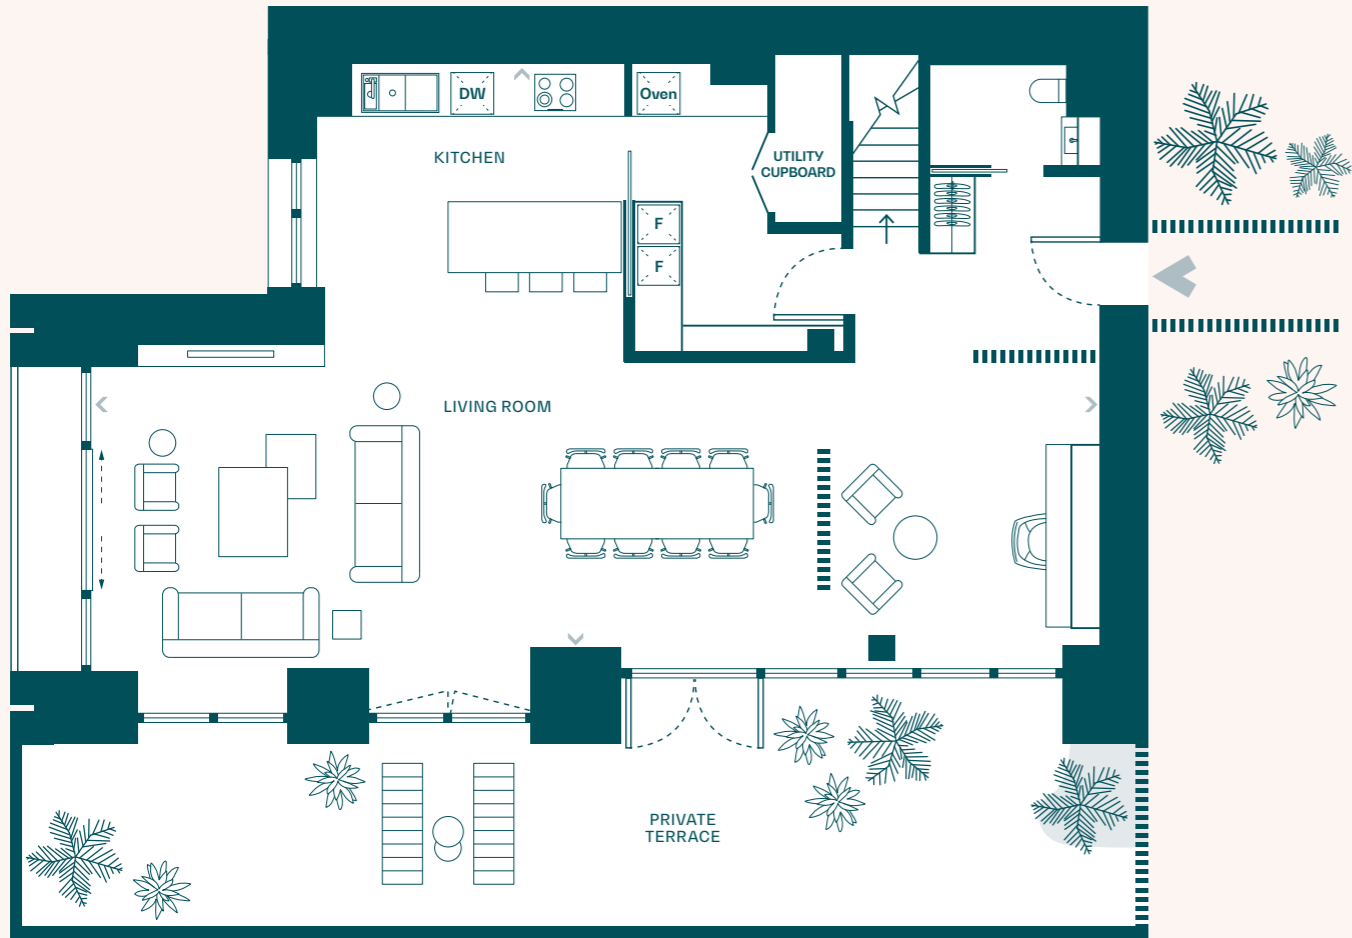 DW
Oven
KITCHEN
UTILITY
CUPBOARD
F
F
LIVING ROOM
PRIVATE
TERRACE